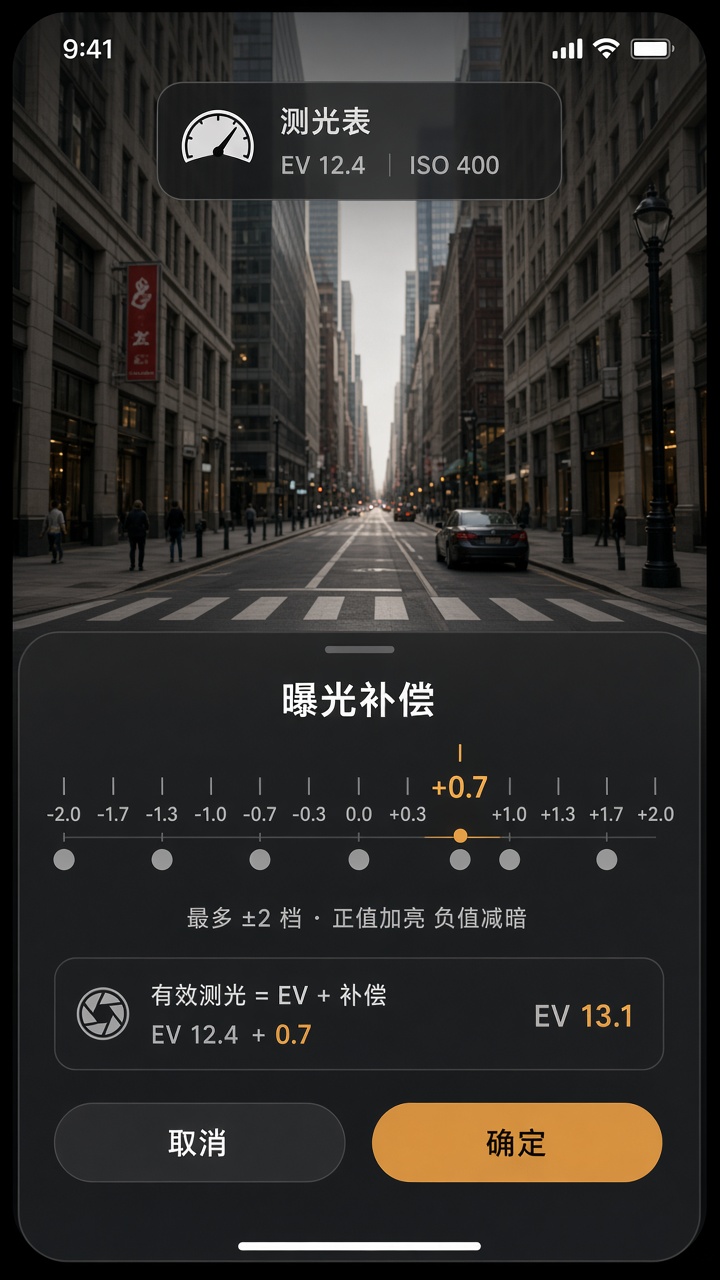 9:41
测光表
EV 12.4 | ISO 400
曝光补偿
+0.7
-2.0 -1.7 -1.3 -1.0 -0.7 -0.3 0.0 +0.3 +1.0 +1.3 +1.7 +2.0
最多 ±2 档 · 正值加亮 负值减暗
有效测光 = EV + 补偿
EV 12.4 + 0.7
EV 13.1
取消
确定